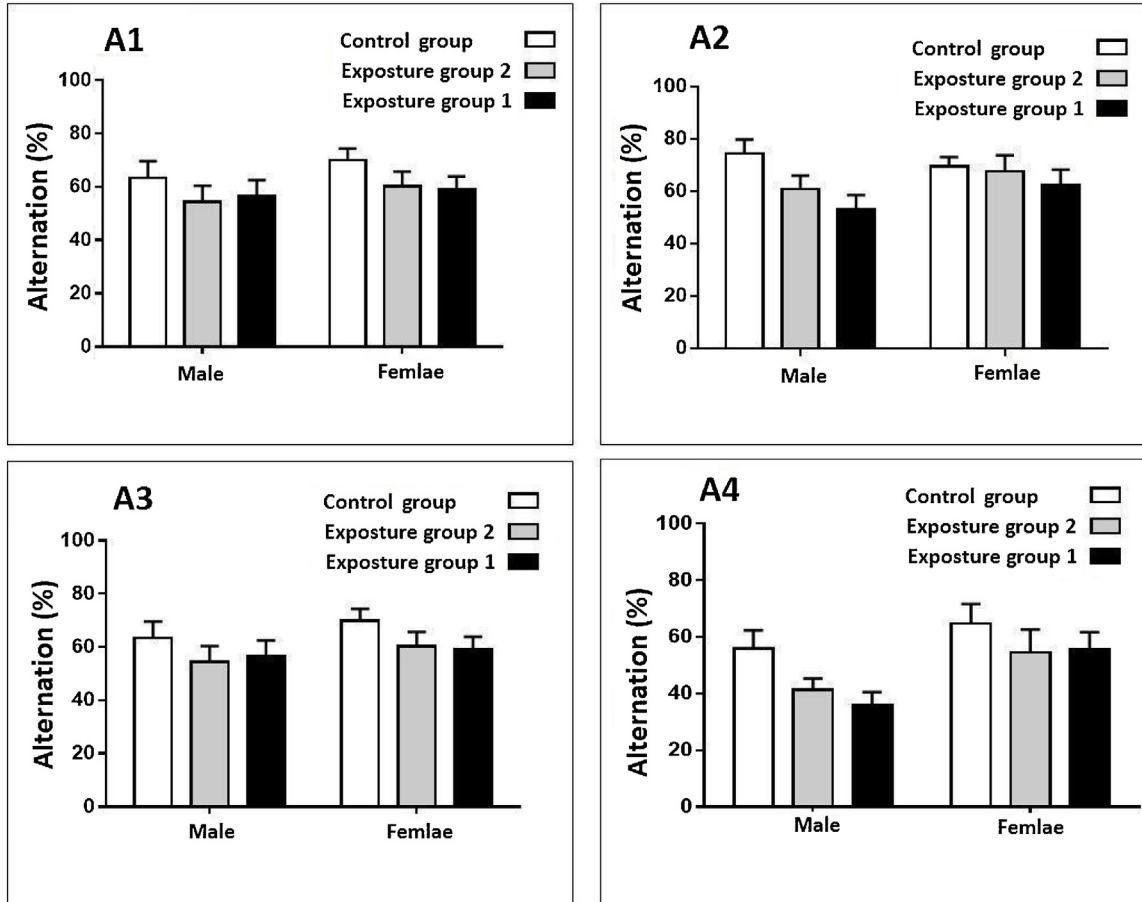 A1
Control group
Exposture group 2
Exposture group 1
Alternation (%)
100
80
60
40
20
0
Male
Femlae
A2
Control group
Exposture group 2
Exposture group 1
Alternation (%)
100
80
60
40
20
0
Male
Femlae
A3
Control group
Exposture group 2
Exposture group 1
Alternation (%)
100
80
60
40
20
0
Male
Femlae
A4
Control group
Exposture group 2
Exposture group 1
Alternation (%)
100
80
60
40
20
0
Male
Femlae